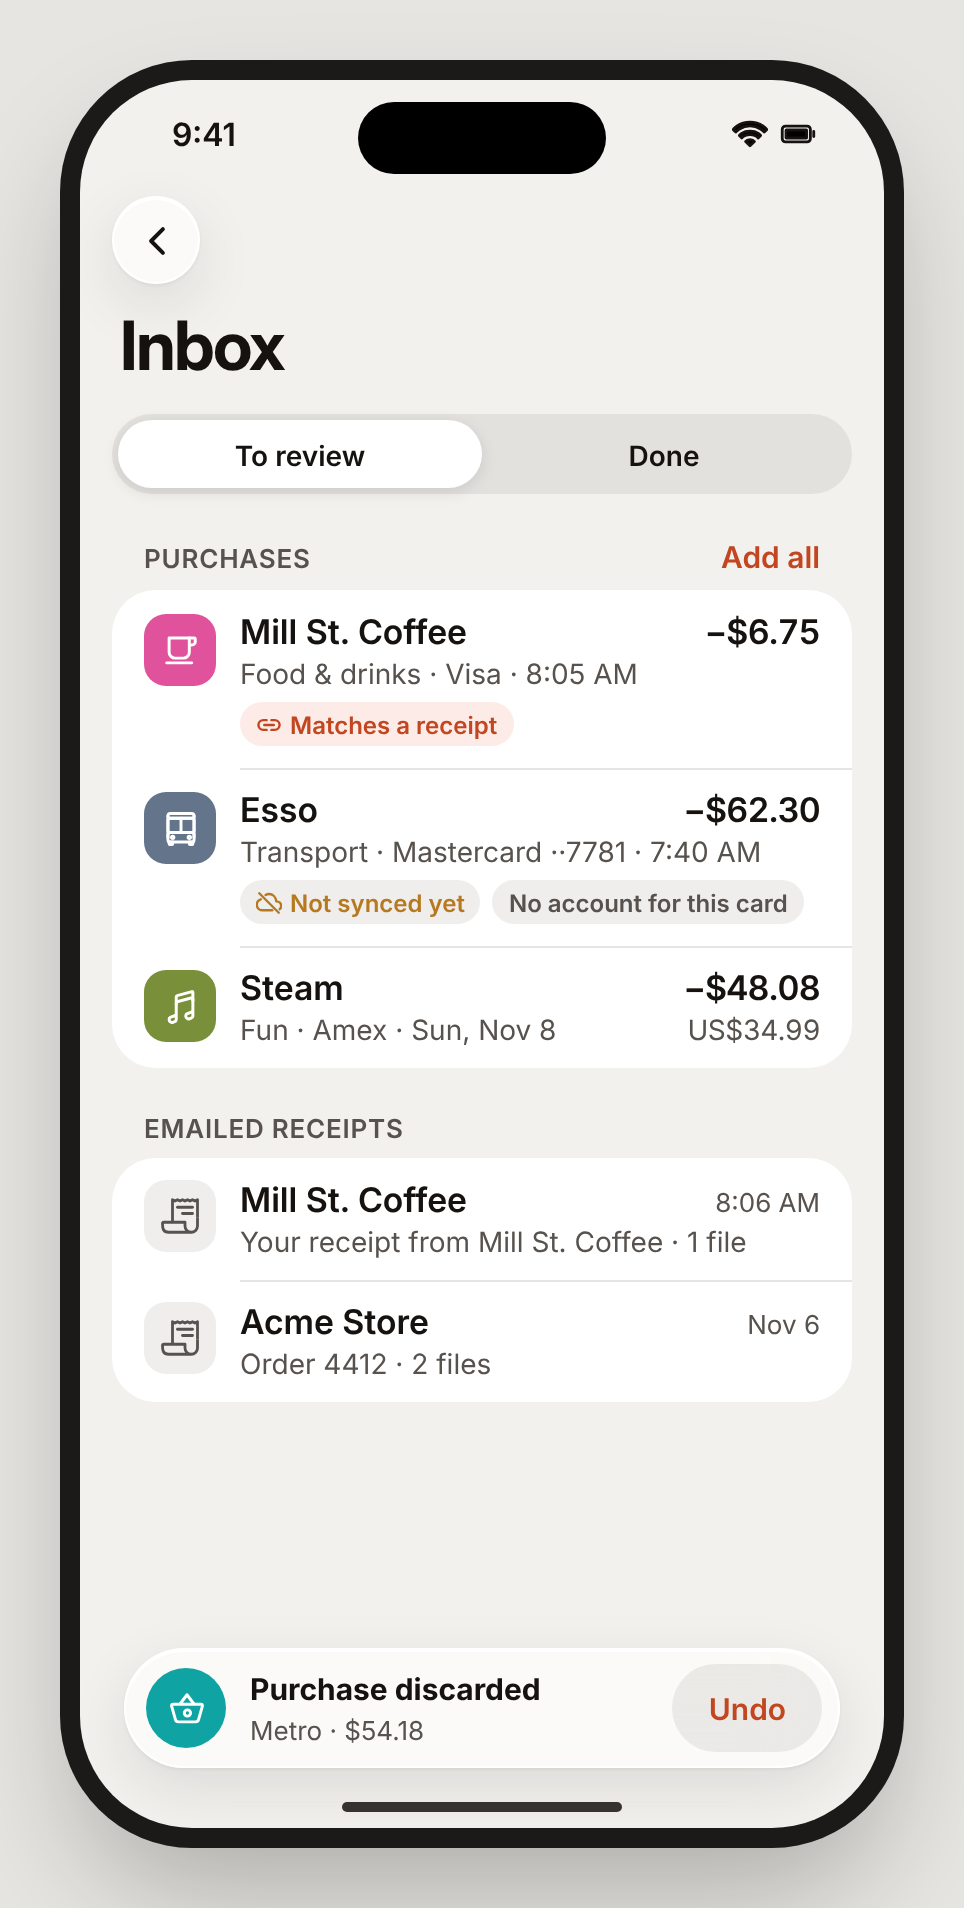 9:41
Inbox
To review
Done
PURCHASES
Add all
Mill St. Coffee
–$6.75
Food & drinks · Visa · 8:05 AM
Matches a receipt
Esso
–$62.30
Transport · Mastercard ··7781 · 7:40 AM
Not synced yet
No account for this card
Steam
–$48.08
Fun · Amex · Sun, Nov 8
US$34.99
EMAILED RECEIPTS
Mill St. Coffee
8:06 AM
Your receipt from Mill St. Coffee · 1 file
Acme Store
Nov 6
Order 4412 · 2 files
Purchase discarded
Metro · $54.18
Undo